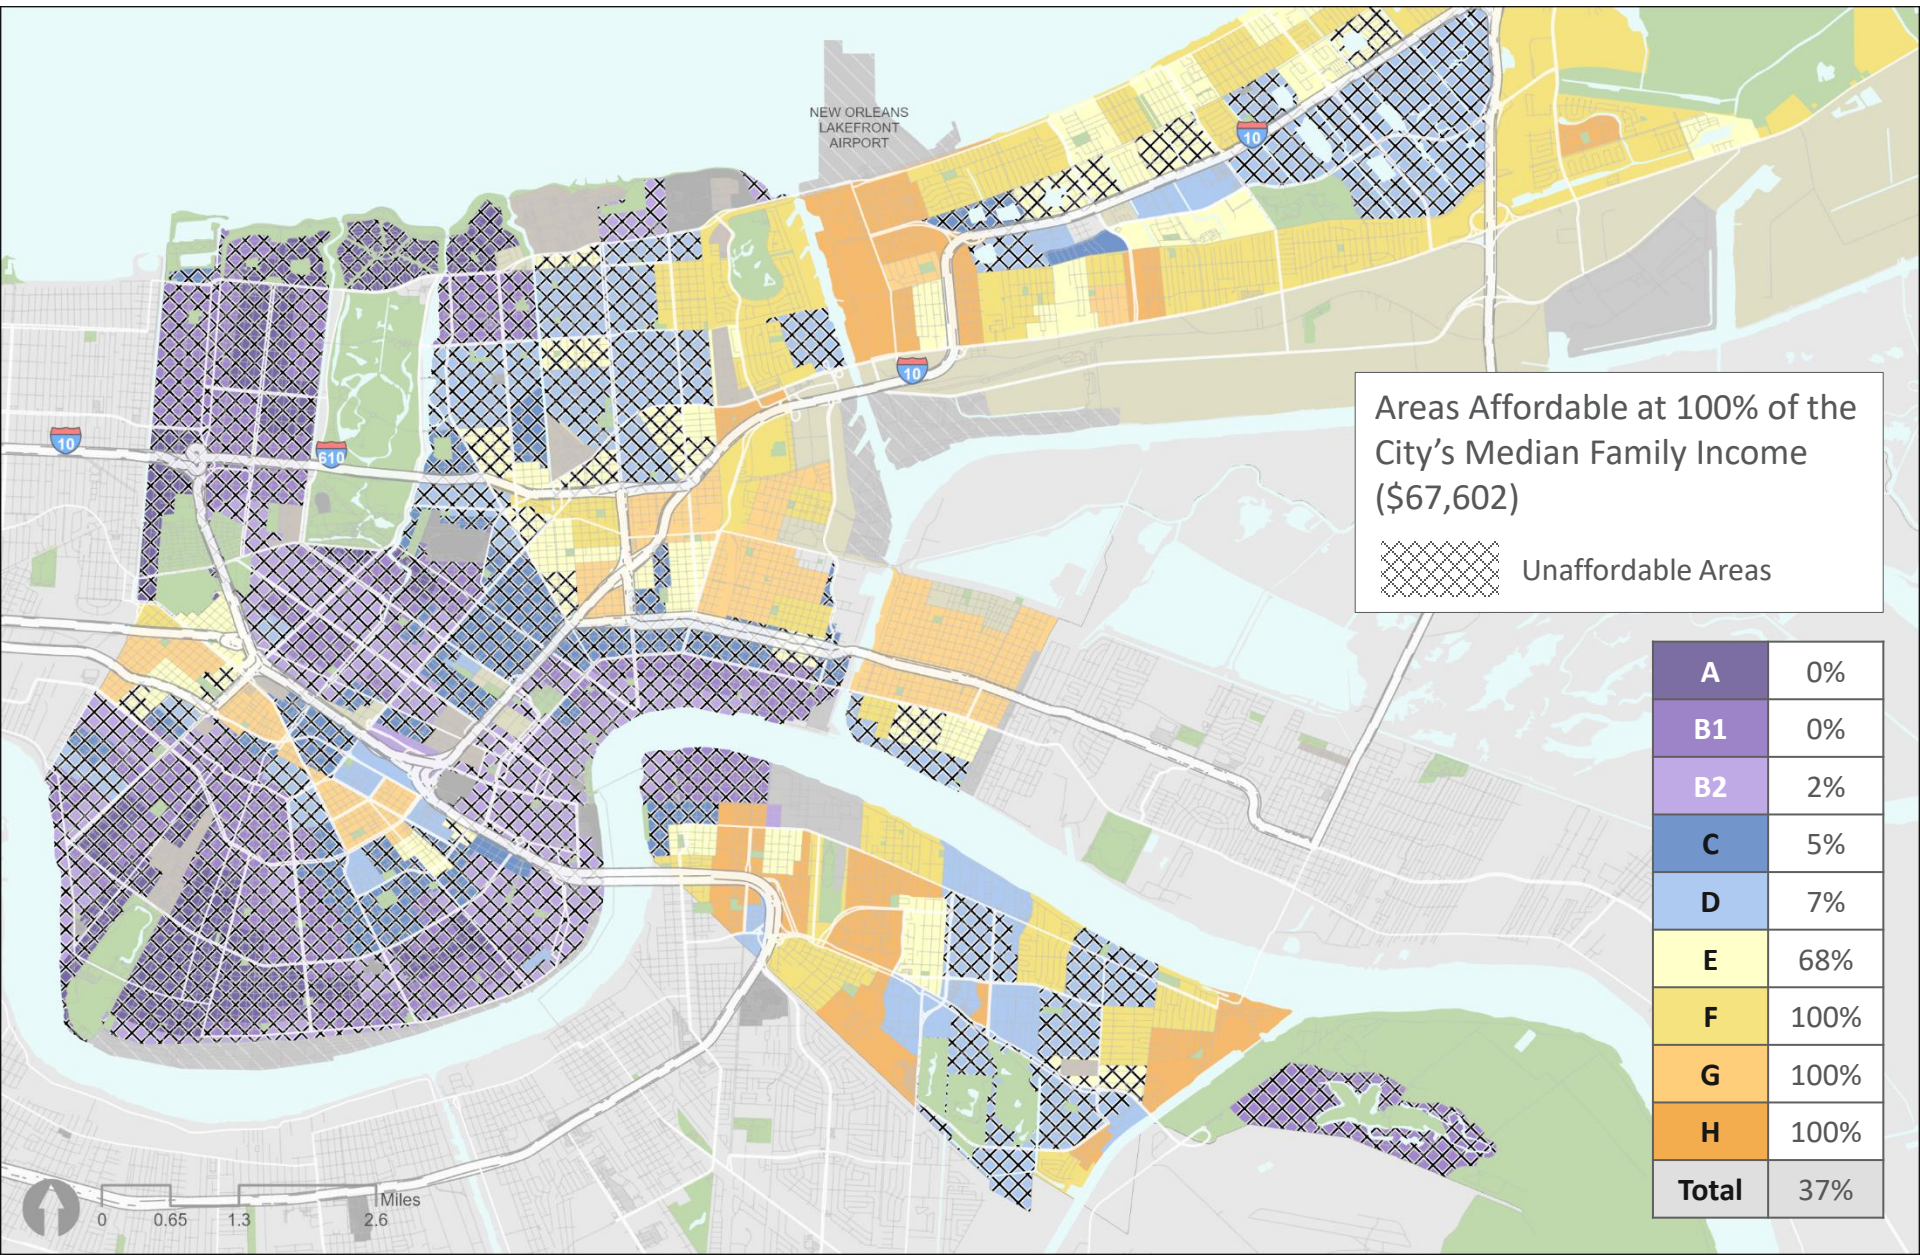 NEW ORLEANS
LAKEFRONT
AIRPORT
10
10
10
610
Areas Affordable at 100% of the
City’s Median Family Income
($67,602)
Unaffordable Areas
A 0%
B1 0%
B2 2%
C 5%
D 7%
E 68%
F 100%
G 100%
H 100%
Total 37%
Miles
0 0.65 1.3 2.6